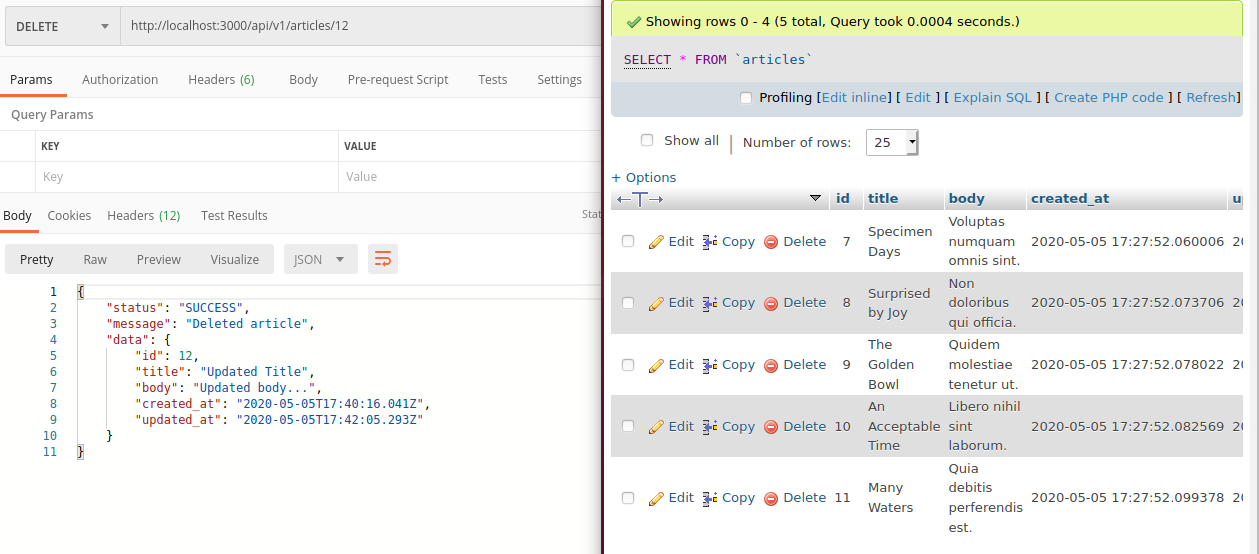 DELETE http://localhost:3000/api/v1/articles/12
Params Authorization Headers (6) Body Pre-request Script Tests Settings
Query Params
KEY VALUE
Key Value
Body Cookies Headers (12) Test Results
Pretty Raw Preview Visualize JSON
1 {
2 "status": "SUCCESS",
3 "message": "Deleted article",
4 "data": {
5 "id": 12,
6 "title": "Updated Title",
7 "body": "Updated body...",
8 "created_at": "2020-05-05T17:40:16.041Z",
9 "updated_at": "2020-05-05T17:42:05.293Z"
10 }
11 }
Showing rows 0 - 4 (5 total, Query took 0.0004 seconds.)
SELECT * FROM `articles`
Profiling [Edit inline] [ Edit ] [ Explain SQL ] [ Create PHP code ] [ Refresh]
Show all | Number of rows: 25
+ Options
←T→ id title body created_at
Edit Copy Delete 7 Specimen Days Voluptas numquam omnis sint. 2020-05-05 17:27:52.060006
Edit Copy Delete 8 Surprised by Joy Non doloribus qui officia. 2020-05-05 17:27:52.073706
Edit Copy Delete 9 The Golden Bowl Quidem molestiae tenetur ut. 2020-05-05 17:27:52.078022
Edit Copy Delete 10 An Acceptable Time Libero nihil sint laborum. 2020-05-05 17:27:52.082569
Edit Copy Delete 11 Many Waters Quia debitis perferendis est. 2020-05-05 17:27:52.099378